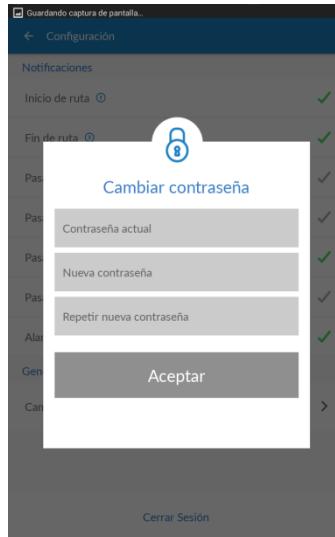 Guardando captura de pantalla...
Configuración
Notificaciones
Inicio de ruta
Fin de ruta
Cambiar contraseña
Contraseña actual
Nueva contraseña
Repetir nueva contraseña
Aceptar
Cerrar Sesión